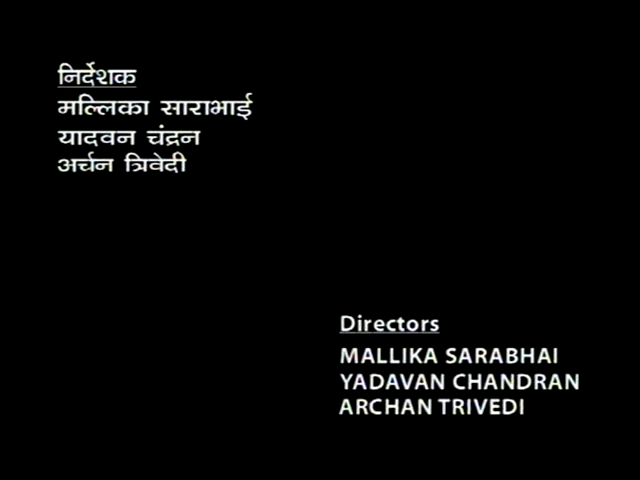 निर्देशक
मल्लिका साराभाई
यादवन चंद्रन
अर्चन त्रिवेदी
Directors
MALLIKA SARABHAI
YADAVAN CHANDRAN
ARCHAN TRIVEDI